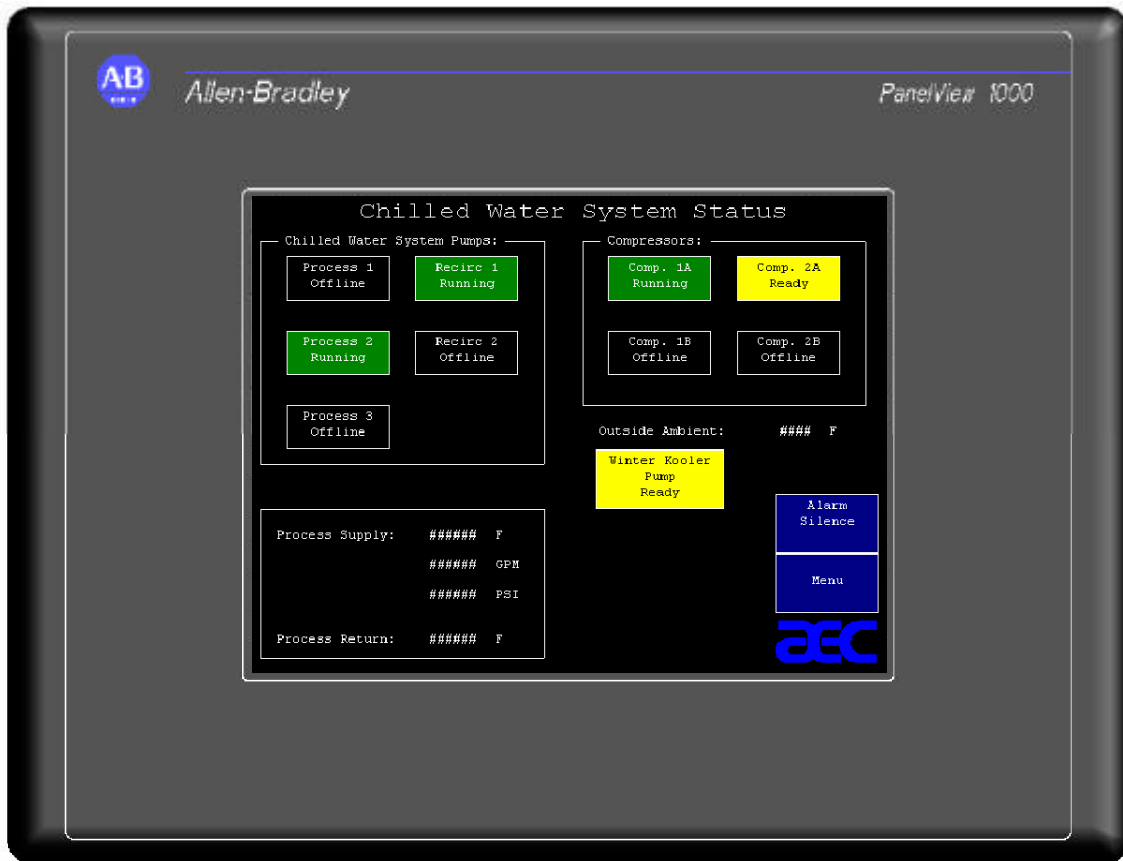 AB
Allen-Bradley
PanelView 1000
Chilled Water System Status
Chilled Water System Pumps:
Process 1
Offline
Recirc 1
Running
Process 2
Running
Recirc 2
Offline
Process 3
Offline
Compressors:
Comp. 1A
Running
Comp. 2A
Ready
Comp. 1B
Offline
Comp. 2B
Offline
Outside Ambient: #### F
Winter Kooler
Pump
Ready
Process Supply: ###### F
###### GPM
###### PSI
Process Return: ###### F
Alarm
Silence
Menu
aec